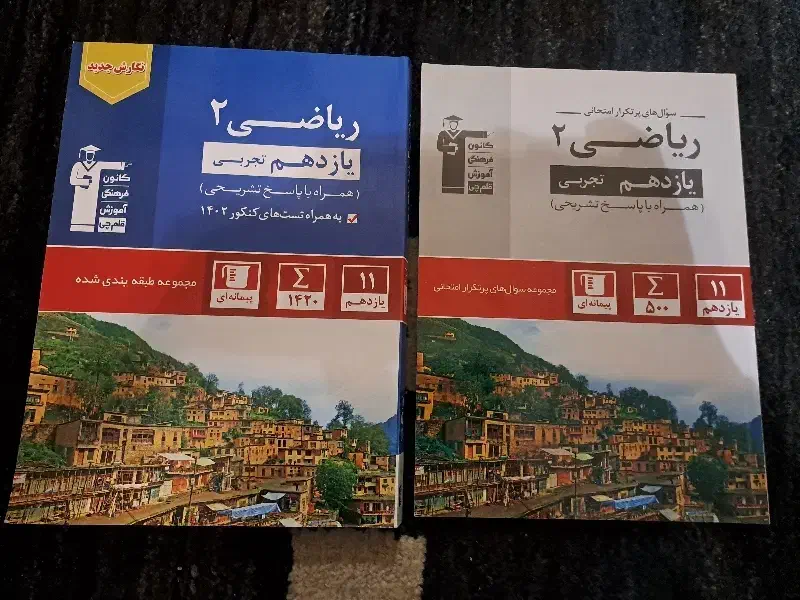 نگارش جدید
ریاضی ۲
یازدهم تجربی
(همراه با پاسخ تشریحی)
به همراه تست‌های کنکور ۱۴۰۲
کانون
فرهنگی
آموزش
قلم‌چی
۱۱
یازدهم
Σ
۱۴۲۰
پیمانه‌ای
مجموعه طبقه بندی شده
سؤال‌های پرتکرار امتحانی
ریاضی ۲
یازدهم تجربی
(همراه با پاسخ تشریحی)
کانون
فرهنگی
آموزش
قلم‌چی
۱۱
یازدهم
Σ
۵۰۰
پیمانه‌ای
مجموعه سوال‌های پرتکرار امتحانی